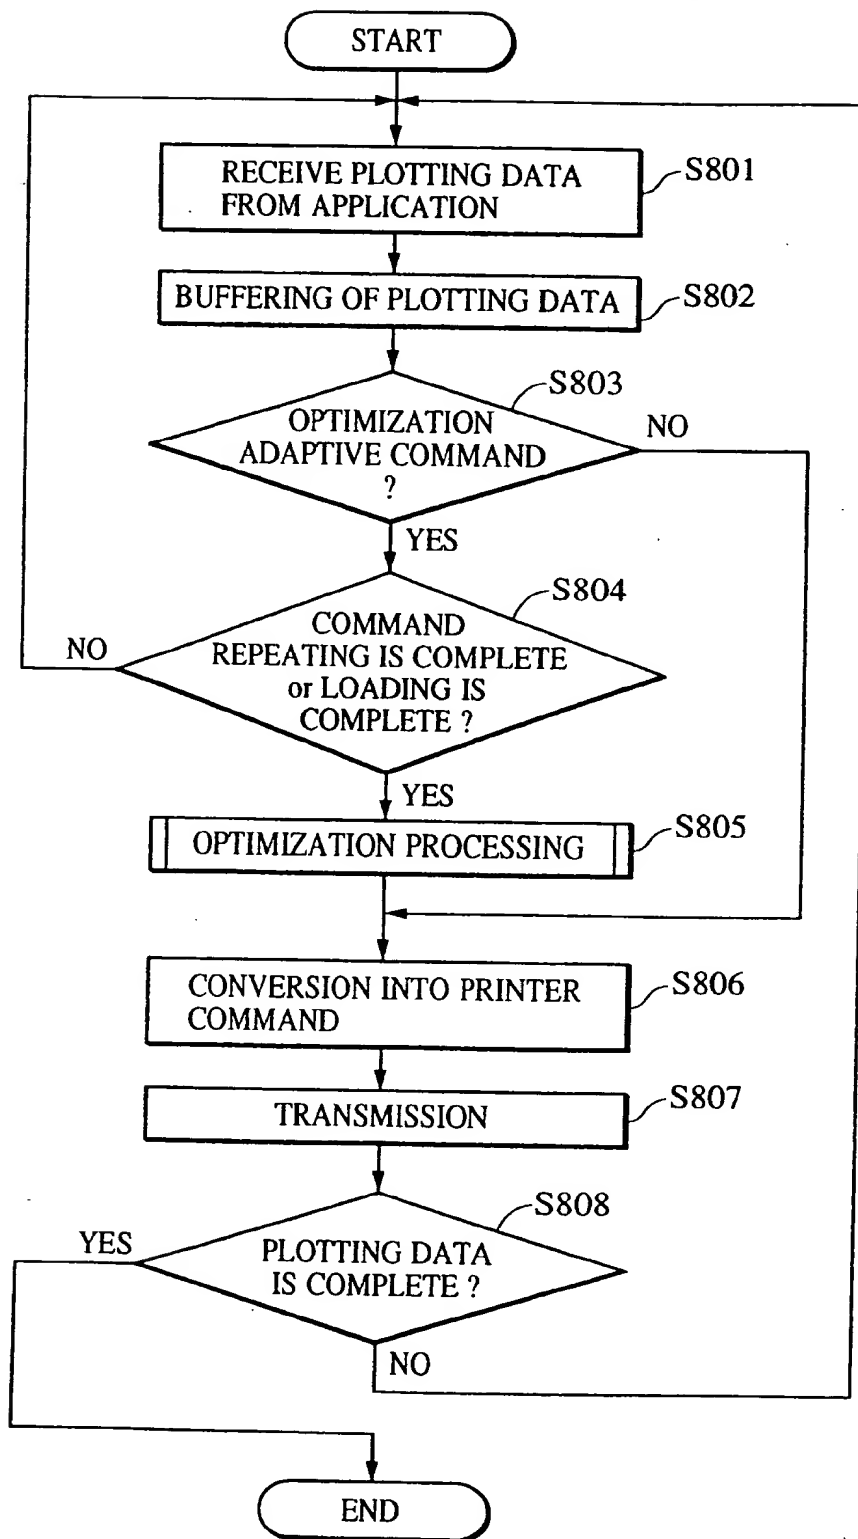 START
RECEIVE PLOTTING DATA
FROM APPLICATION
S801
BUFFERING OF PLOTTING DATA
S802
S803
OPTIMIZATION
ADAPTIVE COMMAND
?
NO
YES
S804
COMMAND
REPEATING IS COMPLETE
or LOADING IS
COMPLETE ?
NO
YES
OPTIMIZATION PROCESSING
S805
CONVERSION INTO PRINTER
COMMAND
S806
TRANSMISSION
S807
S808
PLOTTING DATA
IS COMPLETE ?
YES
NO
END